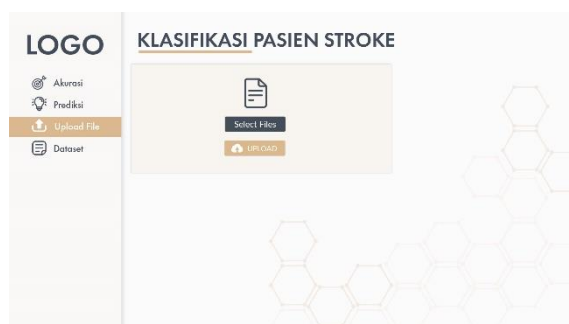 LOGO
KLASIFIKASI PASIEN STROKE
Akurasi
Prediksi
Upload File
Dataset
Select Files
UPLOAD